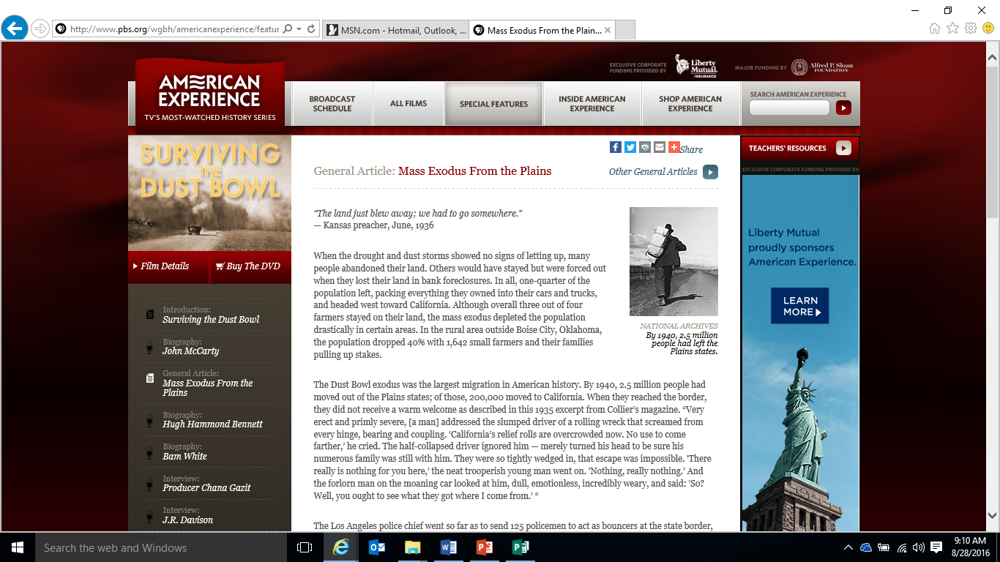 http://www.pbs.org/wgbh/americanexperience/featur
MSN.com - Hotmail, Outlook, ...
Mass Exodus From the Plain...
EXCLUSIVE CORPORATE
FUNDING PROVIDED BY
Liberty
Mutual.
INSURANCE
MAJOR FUNDING BY
Alfred P. Sloan
FOUNDATION
AMERICAN
EXPERIENCE
TV'S MOST-WATCHED HISTORY SERIES
BROADCAST
SCHEDULE
ALL FILMS
SPECIAL FEATURES
INSIDE AMERICAN
EXPERIENCE
SHOP AMERICAN
EXPERIENCE
SEARCH AMERICAN EXPERIENCE
SURVIVING
THE
DUST BOWL
Film Details
Buy The DVD
Introduction:
Surviving the Dust Bowl
Biography:
John McCarty
General Article:
Mass Exodus From the
Plains
Biography:
Hugh Hammond Bennett
Biography:
Bam White
Interview:
Producer Chana Gazit
Interview:
J.R. Davison
Share
General Article: Mass Exodus From the Plains
Other General Articles
“The land just blew away; we had to go somewhere.”
— Kansas preacher, June, 1936
When the drought and dust storms showed no signs of letting up, many
people abandoned their land. Others would have stayed but were forced out
when they lost their land in bank foreclosures. In all, one-quarter of the
population left, packing everything they owned into their cars and trucks,
and headed west toward California. Although overall three out of four
farmers stayed on their land, the mass exodus depleted the population
drastically in certain areas. In the rural area outside Boise City, Oklahoma,
the population dropped 40% with 1,642 small farmers and their families
pulling up stakes.
NATIONAL ARCHIVES
By 1940, 2.5 million
people had left the
Plains states.
The Dust Bowl exodus was the largest migration in American history. By 1940, 2.5 million people had
moved out of the Plains states; of those, 200,000 moved to California. When they reached the border,
they did not receive a warm welcome as described in this 1935 excerpt from Collier’s magazine. “Very
erect and primly severe, [a man] addressed the slumped driver of a rolling wreck that screamed from
every hinge, bearing and coupling. 'California’s relief rolls are overcrowded now. No use to come
farther,’ he cried. The half-collapsed driver ignored him — merely turned his head to be sure his
numerous family was still with him. They were so tightly wedged in, that escape was impossible. 'There
really is nothing for you here,’ the neat trooperish young man went on. 'Nothing, really nothing.’ And
the forlorn man on the moaning car looked at him, dull, emotionless, incredibly weary, and said: 'So?
Well, you ought to see what they got where I come from.’ “
The Los Angeles police chief went so far as to send 125 policemen to act as bouncers at the state border,
TEACHERS' RESOURCES
EXCLUSIVE CORPORATE FUNDING PROVIDED BY:
Liberty Mutual
proudly sponsors
American Experience.
LEARN
MORE
Search the web and Windows
9:10 AM
8/28/2016